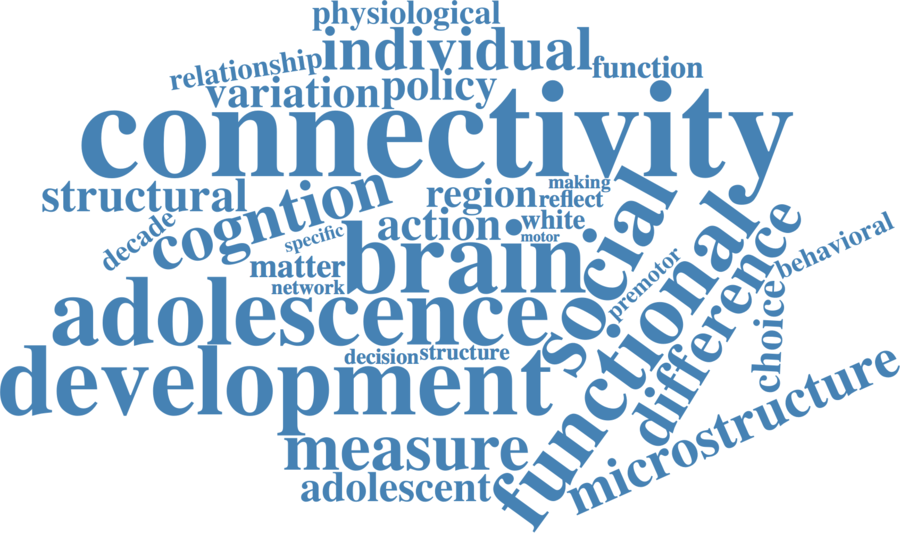 physiological
individual
relationship
function
variation
policy
connectivity
structural
cogntion
region
making
reflect
social
decade
specific
action
white
motor
brain
functional
difference
behavioral
matter
network
premotor
adolescence
choice
decision
structure
development
microstructure
measure
adolescent